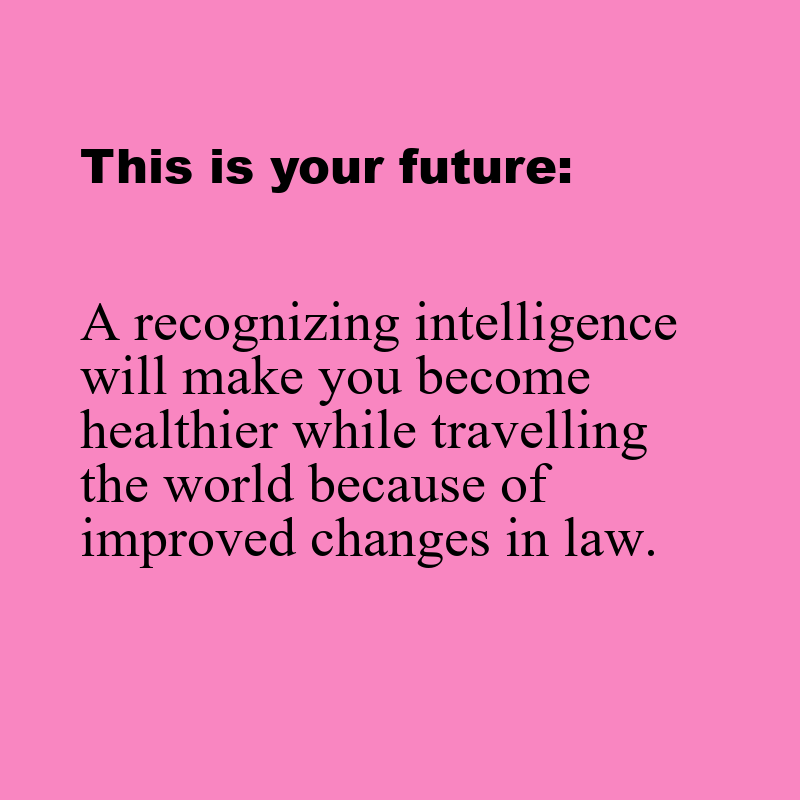 This is your future:
A recognizing intelligence
will make you become
healthier while travelling
the world because of
improved changes in law.